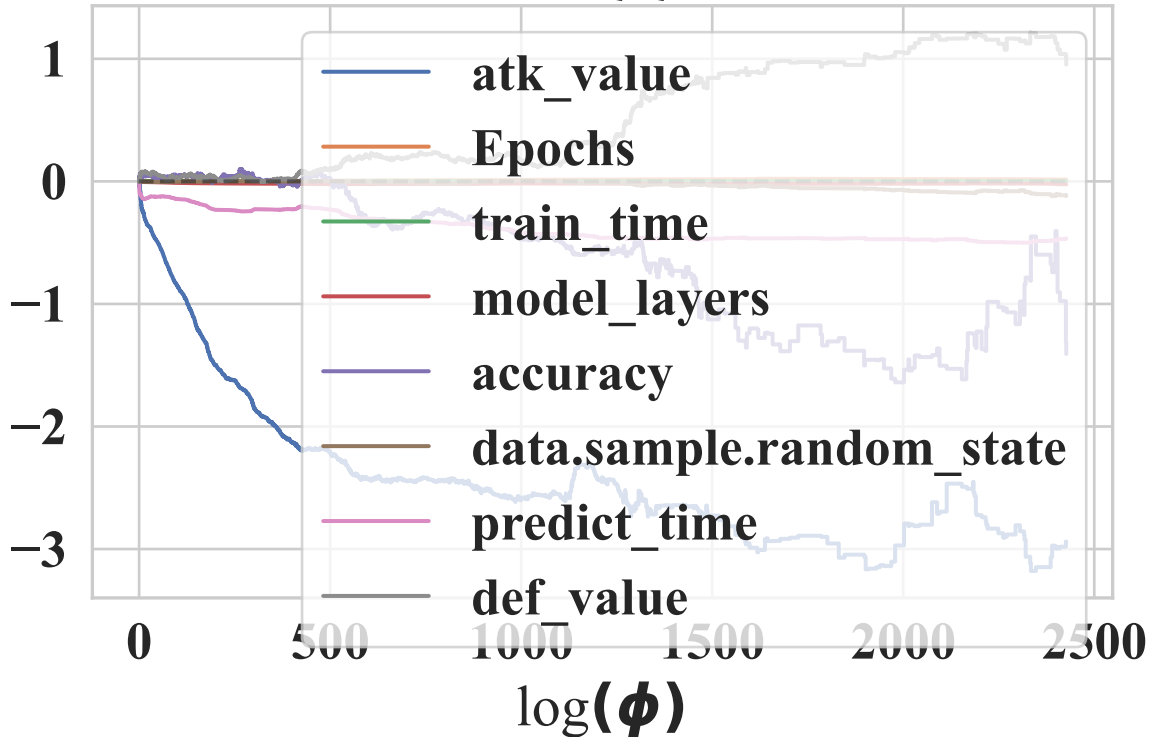 1
0
−1
−2
−3
atk_value
Epochs
train_time
model_layers
accuracy
data.sample.random_state
predict_time
def_value
0 500 1000 1500 2000 2500
log(ϕ)